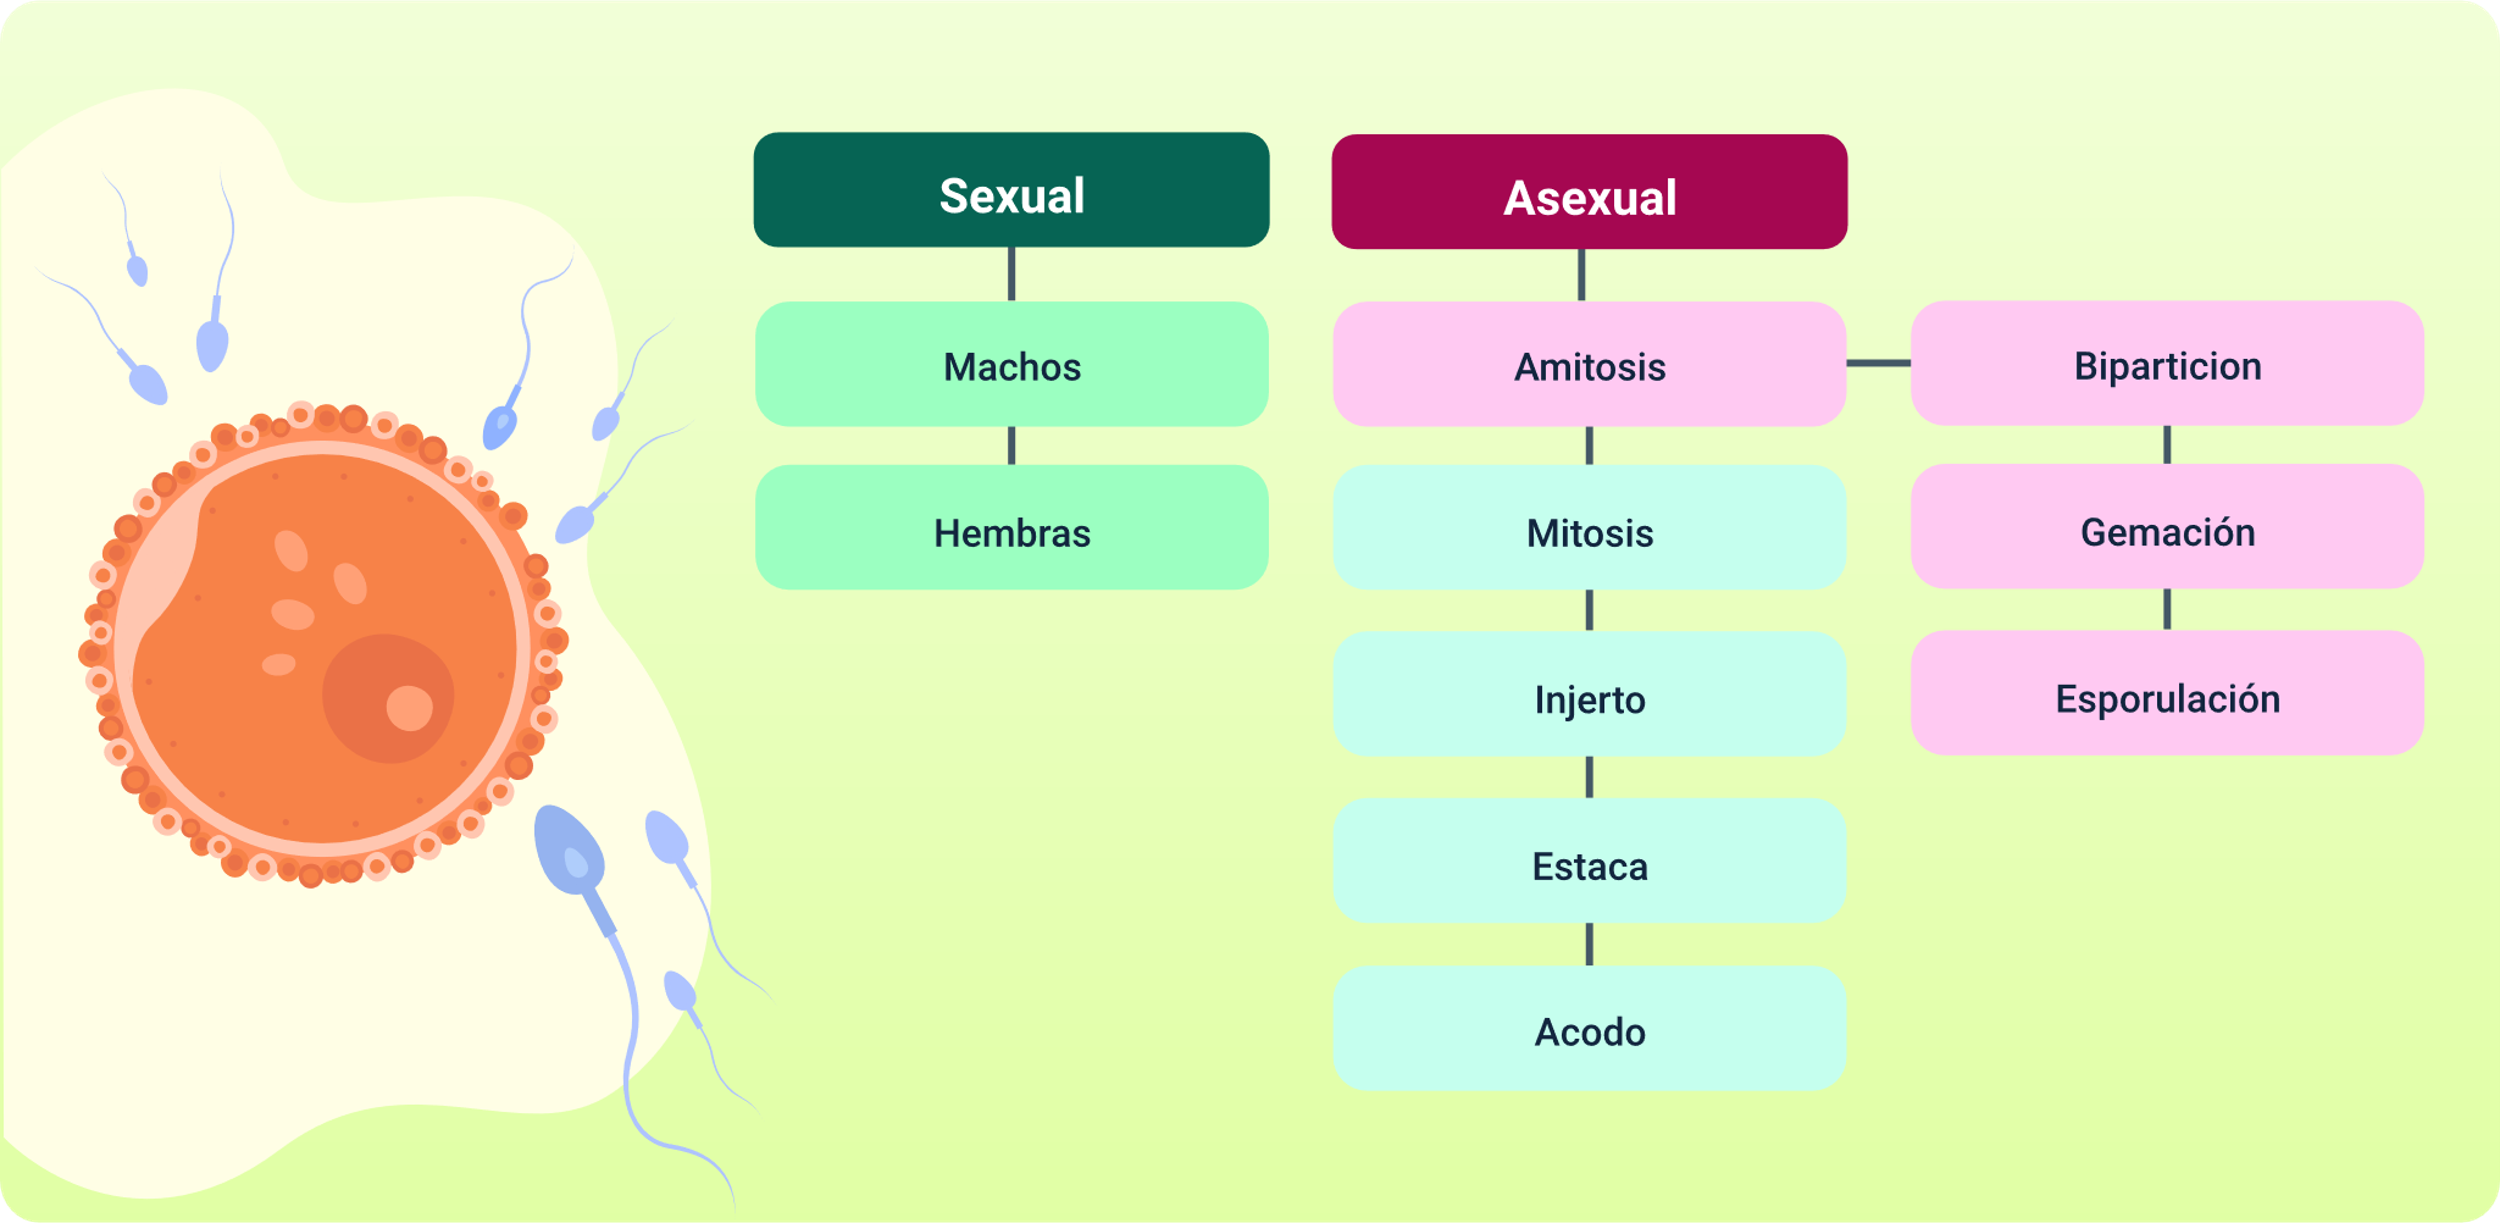 Sexual
Machos
Hembras
Asexual
Amitosis
Mitosis
Injerto
Estaca
Acodo
Biparticion
Gemación
Esporulación